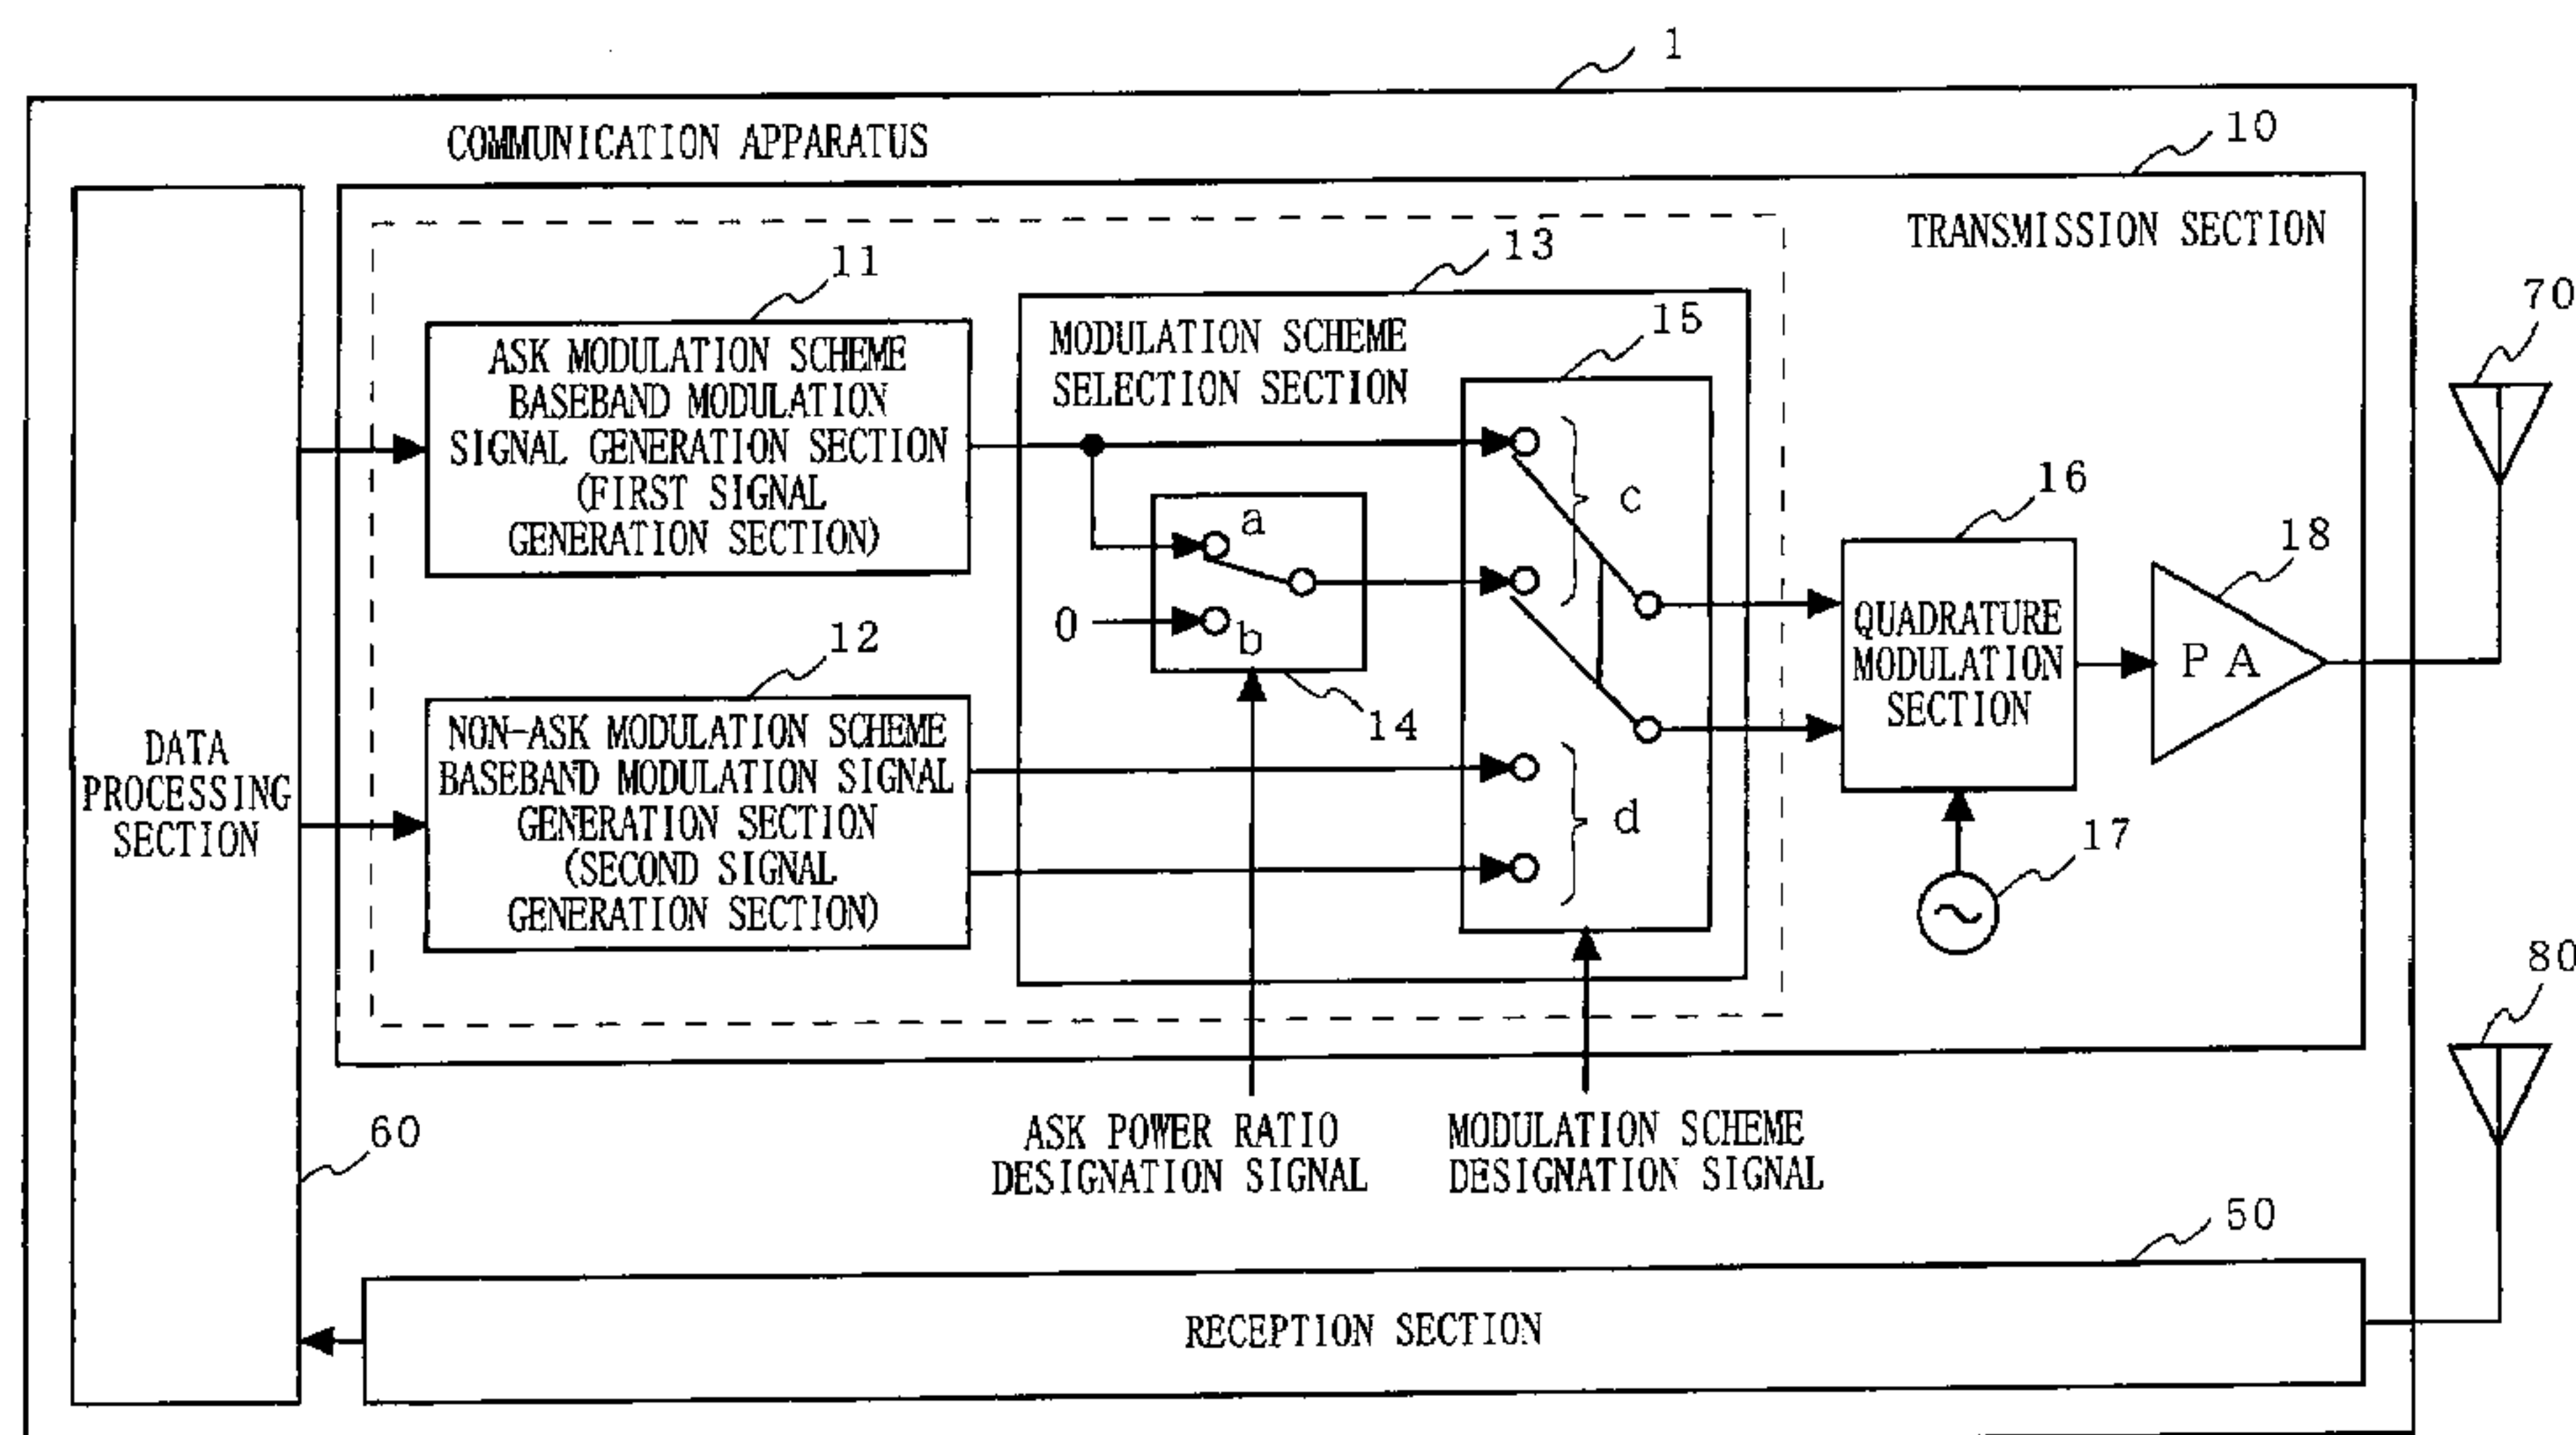 1
COMMUNICATION APPARATUS
10
TRANSMISSION SECTION
11
ASK MODULATION SCHEME
BASEBAND MODULATION
SIGNAL GENERATION SECTION
(FIRST SIGNAL
GENERATION SECTION)
13
MODULATION SCHEME
SELECTION SECTION
15
c
a
0
b
14
d
12
NON-ASK MODULATION SCHEME
BASEBAND MODULATION SIGNAL
GENERATION SECTION
(SECOND SIGNAL
GENERATION SECTION)
16
QUADRATURE
MODULATION
SECTION
18
PA
17
70
80
DATA
PROCESSING
SECTION
60
ASK POWER RATIO
DESIGNATION SIGNAL
MODULATION SCHEME
DESIGNATION SIGNAL
50
RECEPTION SECTION